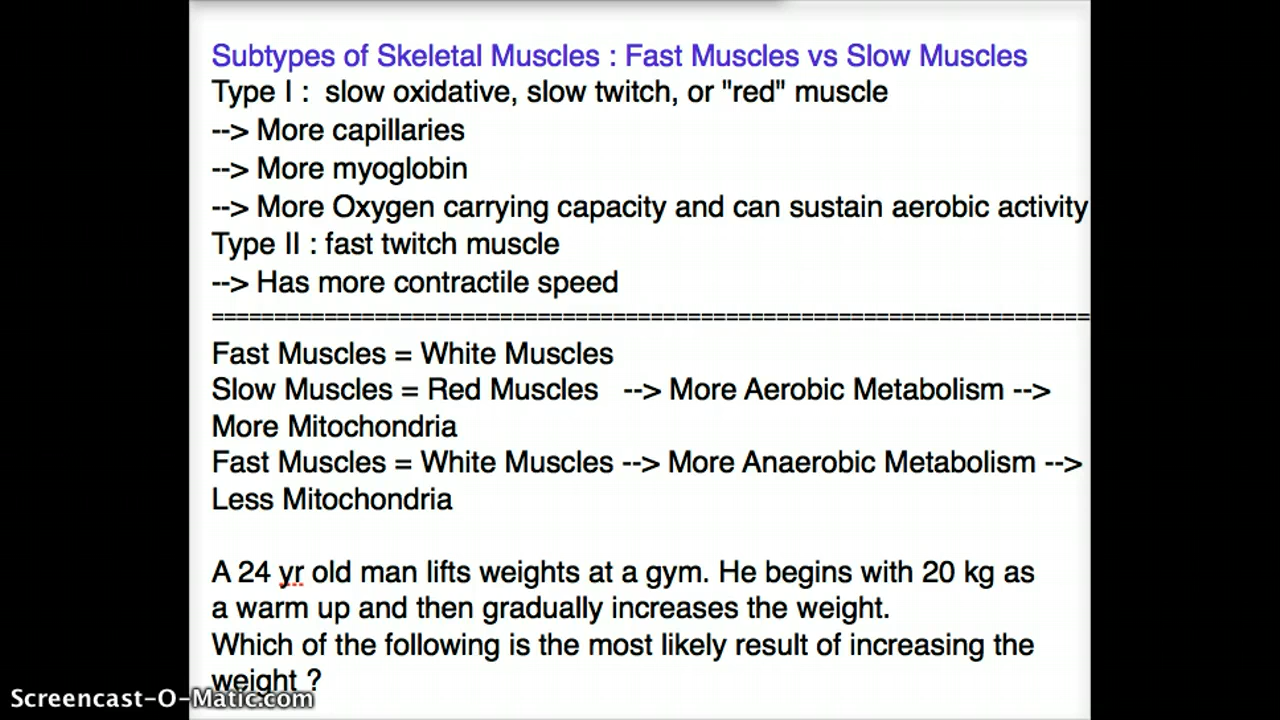 Subtypes of Skeletal Muscles : Fast Muscles vs Slow Muscles
Type I :  slow oxidative, slow twitch, or "red" muscle
--> More capillaries
--> More myoglobin
--> More Oxygen carrying capacity and can sustain aerobic activity
Type II : fast twitch muscle
--> Has more contractile speed
======================================================================
Fast Muscles = White Muscles
Slow Muscles = Red Muscles   --> More Aerobic Metabolism -->
More Mitochondria
Fast Muscles = White Muscles --> More Anaerobic Metabolism -->
Less Mitochondria
A 24 yr old man lifts weights at a gym. He begins with 20 kg as
a warm up and then gradually increases the weight.
Which of the following is the most likely result of increasing the
weight ?
Screencast-O-Matic.com